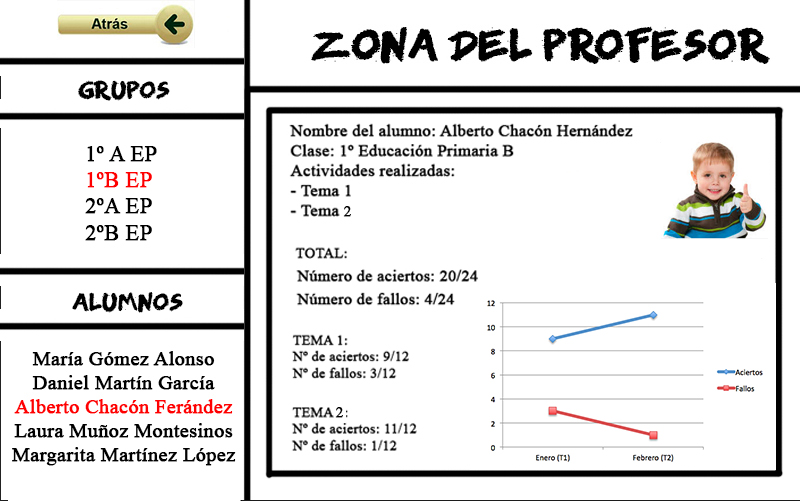 Atrás
ZONA DEL PROFESOR
GRUPOS
1º A EP
1ºB EP
2ºA EP
2ºB EP
ALUMNOS
María Gómez Alonso
Daniel Martín García
Alberto Chacón Ferández
Laura Muñoz Montesinos
Margarita Martínez López
Nombre del alumno: Alberto Chacón Hernández
Clase: 1º Educación Primaria B
Actividades realizadas:
- Tema 1
- Tema 2
TOTAL:
Número de aciertos: 20/24
Número de fallos: 4/24
TEMA 1:
Nº de aciertos: 9/12
Nº de fallos: 3/12
TEMA 2:
Nº de aciertos: 11/12
Nº de fallos: 1/12
12
10
8
6
4
2
0
Enero (T1)
Febrero (T2)
Aciertos
Fallos